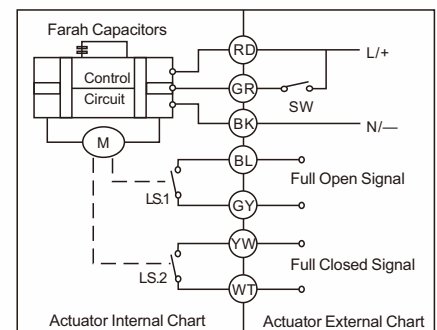 Farah Capacitors
RD
L/+
Control
Circuit
GR
SW
BK
N/—
M
BL
Full Open Signal
LS.1
GY
YW
Full Closed Signal
LS.2
WT
Actuator Internal Chart
Actuator External Chart